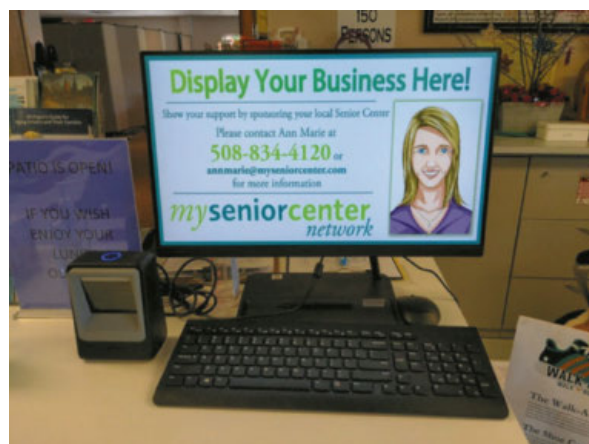 150
PERSONS
Display Your Business Here!
Show your support by sponsoring your local Senior Center
Please contact Ann Marie at
508-834-4120 or
annmarie@myseniorcenter.com
for more information
myseniorcenter
network
PATIO IS OPEN!
IF YOU WISH
ENJOY YOUR
WALK
The Walk-A